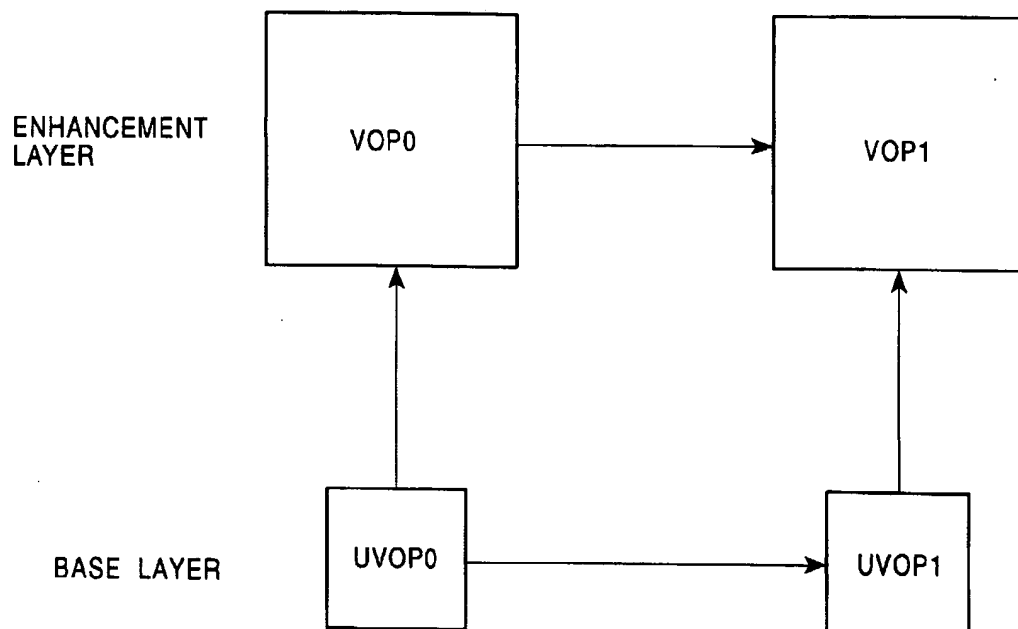 ENHANCEMENT
LAYER
VOP0
VOP1
BASE LAYER
UVOP0
UVOP1